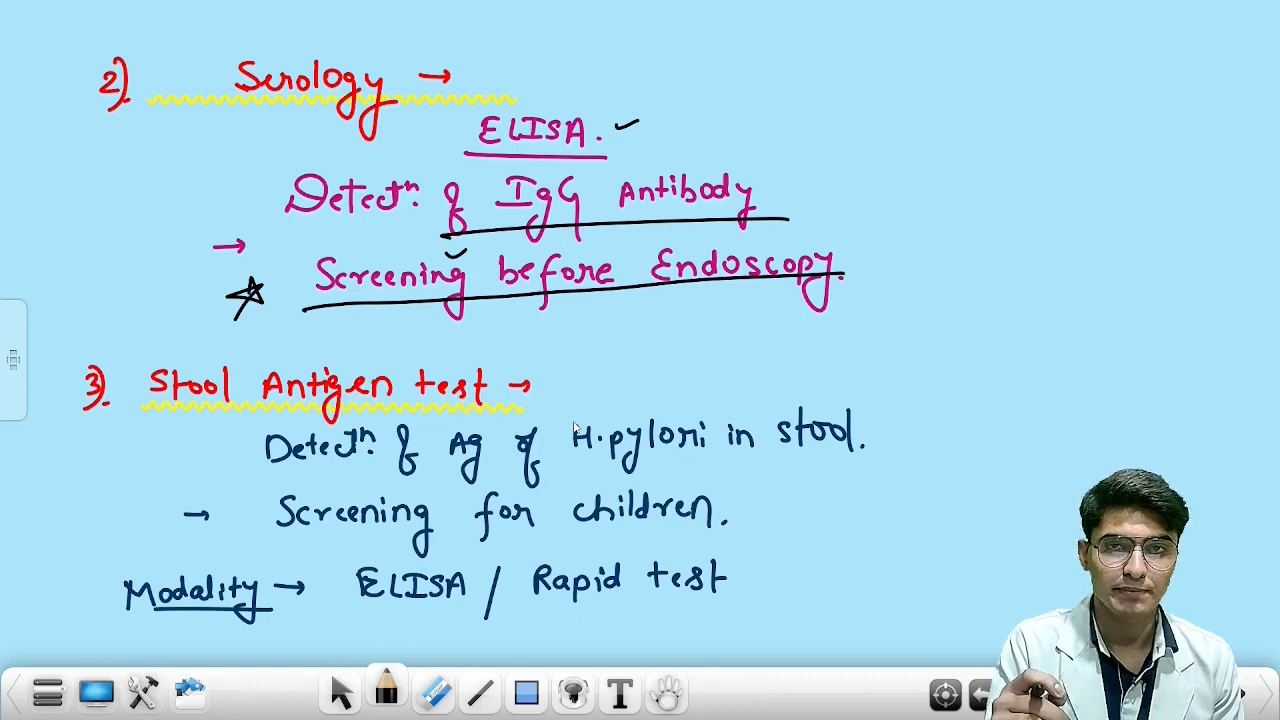 2) Serology →
ELISA. ✓
Detectn. of IgG Antibody
→ Screening before Endoscopy.
3) Stool Antigen test →
Detectn. of Ag of H.pylori in stool.
→ Screening for children.
Modality → ELISA / Rapid test
T